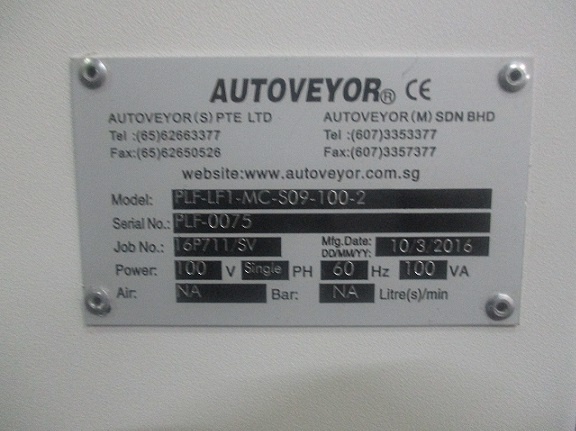 AUTOVEYOR® CE
AUTOVEYOR (S) PTE LTD AUTOVEYOR (M) SDN BHD
Tel :(65)62663377 Tel :(607)3353377
Fax:(65)62650526 Fax:(607)3357377
website:www.autoveyor.com.sg
Model: PLF-LF1-MC-S09-100-2
Serial No.: PLF-0075
Job No.: 16P711/SV Mfg.Date: DD/MM/YY: 10/3/2016
Power: 100 V Single PH 60 Hz 100 VA
Air: NA Bar: NA Litre(s)/min